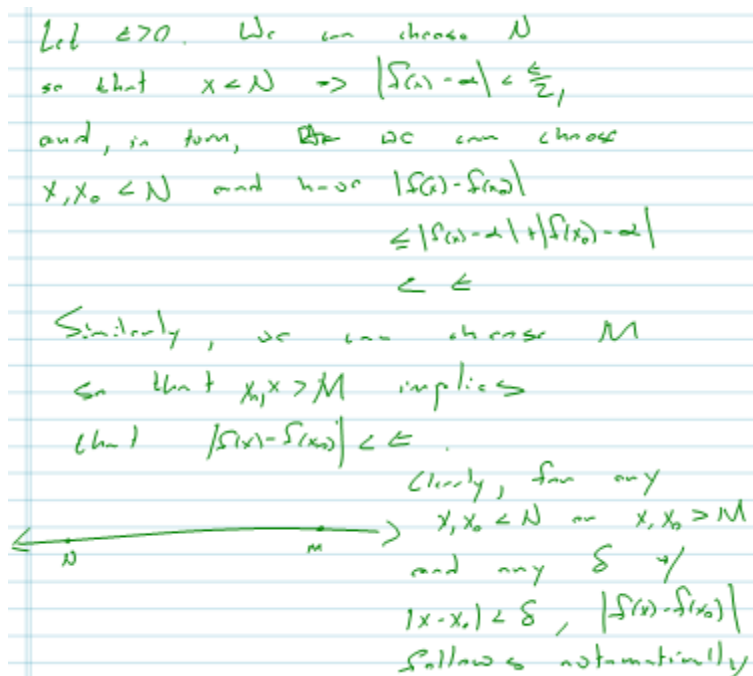 Let ε>0. We can choose N
so that x<N => |f(x)-α| < ε/2,
and, in turn, we can choose
x,x₀ <N and have |f(x)-f(x₀)|
≤|f(x)-α|+|f(x₀)-α|
< ε
Similarly, we can choose M
so that x₀,x >M implies
that |f(x)-f(x₀)| < ε.
Clearly, for any
x,x₀ <N or x,x₀ >M
N M
and any δ w/
|x-x₀| < δ, |f(x)-f(x₀)|
follows automatically